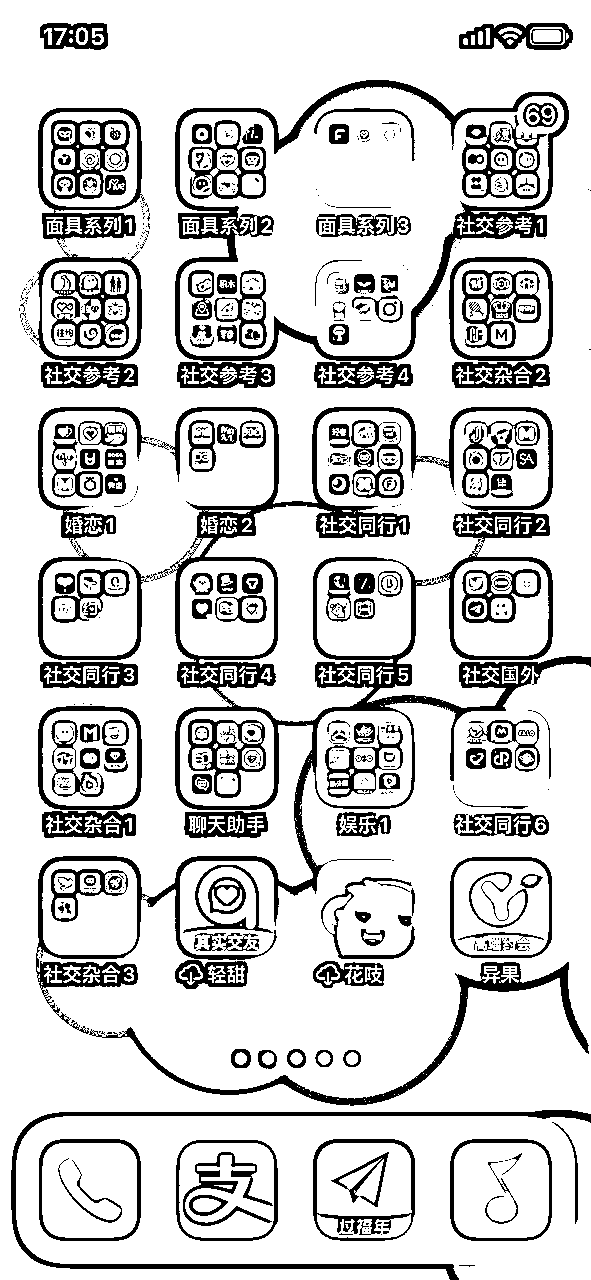 17:05
69
面具系列1
面具系列2
面具系列3
社交参考1
社交参考2
社交参考3
社交参考4
社交杂合2
婚恋1
婚恋2
社交同行1
社交同行2
社交同行3
社交同行4
社交同行5
社交国外
社交杂合1
聊天助手
娱乐1
社交同行6
真实交友
高端约会
社交杂合3
轻甜
花吱
异果
支
过福年